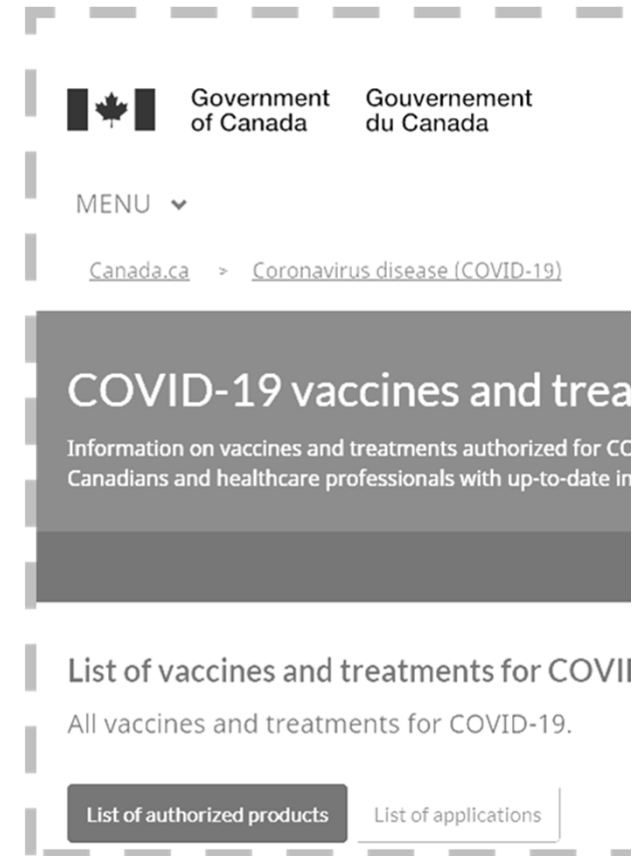 Government Gouvernement
of Canada du Canada
MENU
Canada.ca > Coronavirus disease (COVID-19)
COVID-19 vaccines and trea
Information on vaccines and treatments authorized for CO
Canadians and healthcare professionals with up-to-date in
List of vaccines and treatments for COVI
All vaccines and treatments for COVID-19.
List of authorized products List of applications